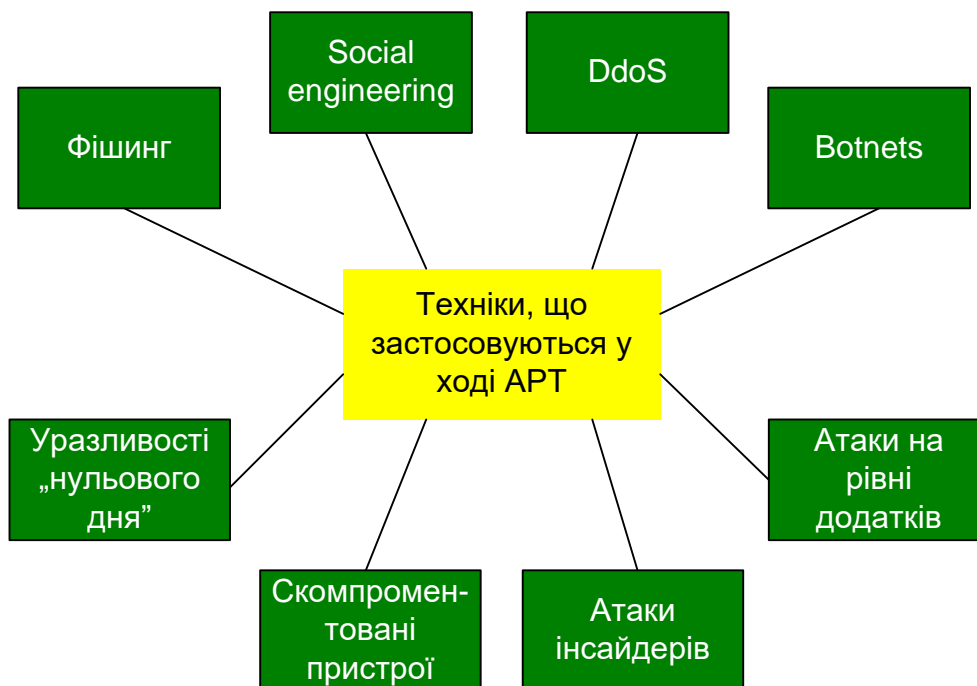 Social
engineering
DdoS
Фішинг
Botnets
Техніки, що
застосовуються у
ході APT
Уразливості
„нульового
дня”
Атаки на
рівні
додатків
Скомпромен-
товані
пристрої
Атаки
інсайдерів